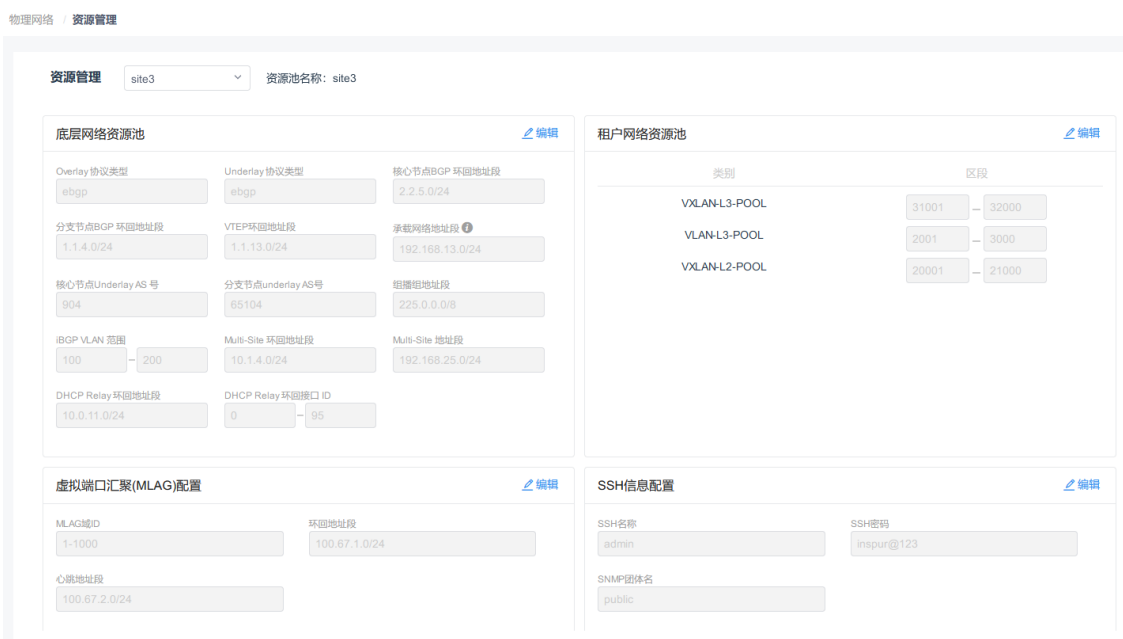 物理网络 / 资源管理
资源管理 site3 资源池名称：site3
底层网络资源池 编辑
Overlay 协议类型 Underlay 协议类型 核心节点BGP 环回地址段
ebgp ebgp 2.2.5.0/24
分支节点BGP 环回地址段 VTEP环回地址段 承载网络地址段
1.1.4.0/24 1.1.13.0/24 192.168.13.0/24
核心节点Underlay AS 号 分支节点underlay AS号 组播组地址段
904 65104 225.0.0.0/8
iBGP VLAN 范围 Multi-Site 环回地址段 Multi-Site 地址段
100 – 200 10.1.4.0/24 192.168.25.0/24
DHCP Relay 环回地址段 DHCP Relay 环回接口 ID
10.0.11.0/24 0 – 95
租户网络资源池 编辑
类别 区段
VXLAN-L3-POOL 31001 – 32000
VLAN-L3-POOL 2001 – 3000
VXLAN-L2-POOL 20001 – 21000
虚拟端口汇聚(MLAG)配置 编辑
MLAG域ID 环回地址段
1-1000 100.67.1.0/24
心跳地址段
100.67.2.0/24
SSH信息配置 编辑
SSH名称 SSH密码
admin inspur@123
SNMP团体名
public